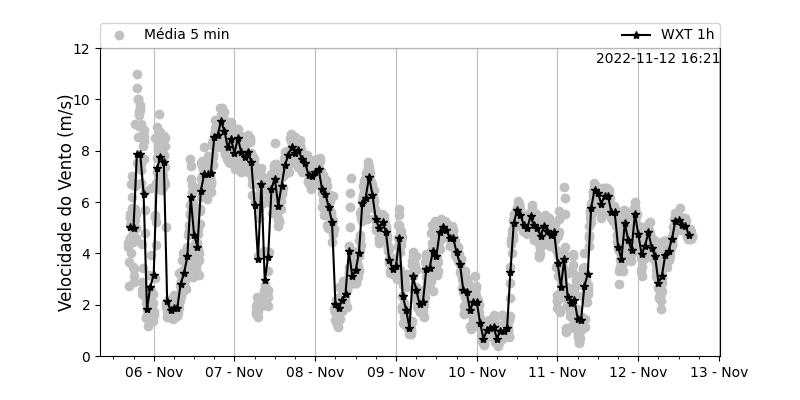 Média 5 min
WXT 1h
2022-11-12 16:21
Velocidade do Vento (m/s)
12
10
8
6
4
2
0
06 - Nov
07 - Nov
08 - Nov
09 - Nov
10 - Nov
11 - Nov
12 - Nov
13 - Nov